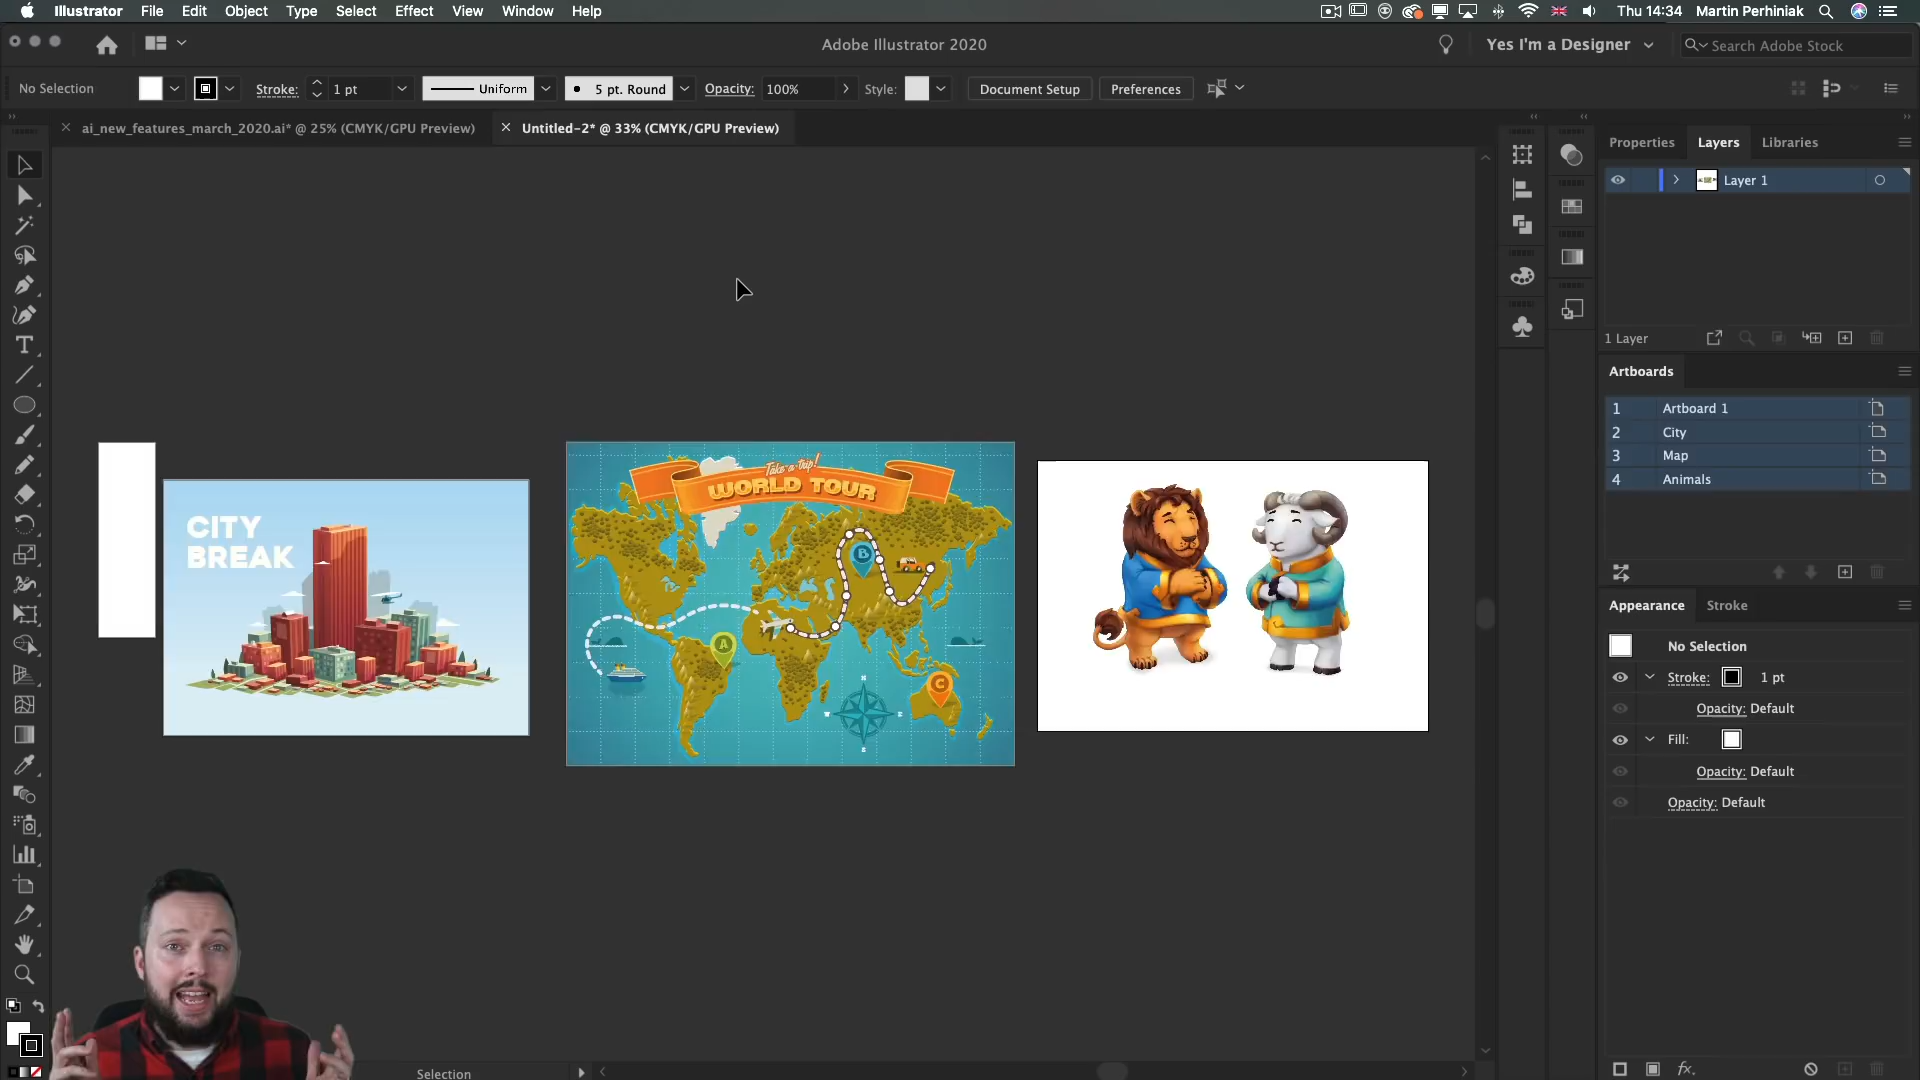 Illustrator File Edit Object Type Select Effect View Window Help
Thu 14:34 Martin Perhiniak
Adobe Illustrator 2020
Yes I'm a Designer
Search Adobe Stock
No Selection
Stroke: 1 pt
Uniform
5 pt. Round
Opacity: 100%
Style:
Document Setup
Preferences
ai_new_features_march_2020.ai* @ 25% (CMYK/GPU Preview)
Untitled-2* @ 33% (CMYK/GPU Preview)
Properties Layers Libraries
Layer 1
1 Layer
Artboards
1 Artboard 1
2 City
3 Map
4 Animals
Appearance Stroke
No Selection
Stroke: 1 pt
Opacity: Default
Fill:
Opacity: Default
Opacity: Default
CITY
BREAK
Take a trip!
WORLD TOUR
A
B
C
N
W E
Selection
fx.